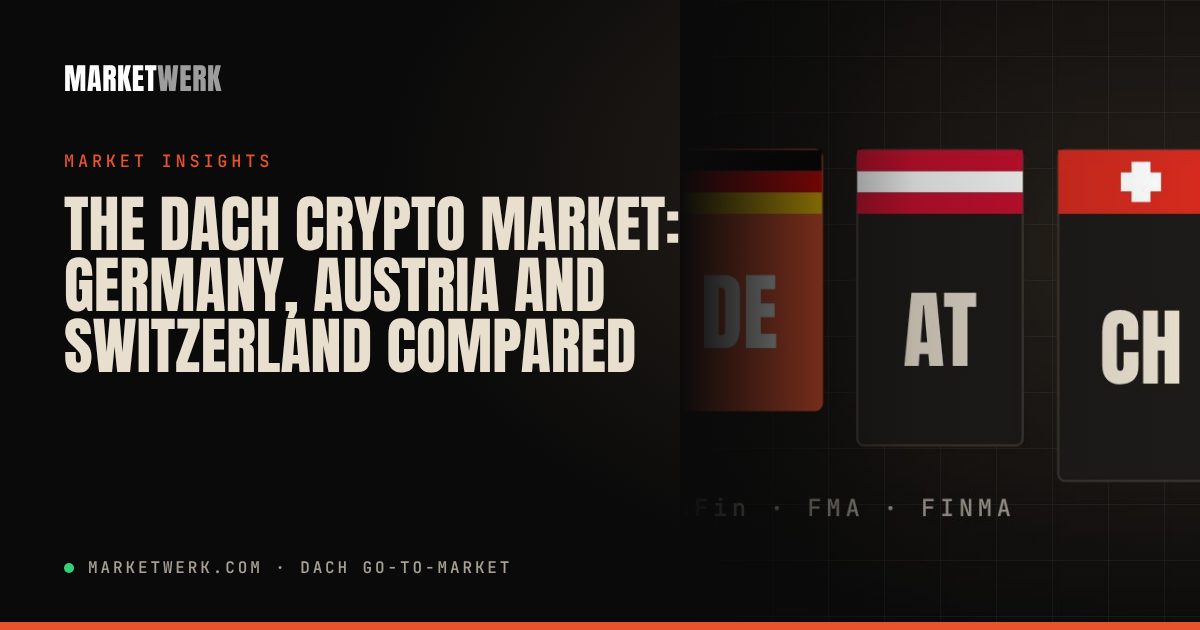 MARKETWERK
MARKET INSIGHTS
THE DACH CRYPTO MARKET:
GERMANY, AUSTRIA AND
SWITZERLAND COMPARED
DE
AT
CH
Fin · FMA · FINMA
MARKETWERK.COM · DACH GO-TO-MARKET